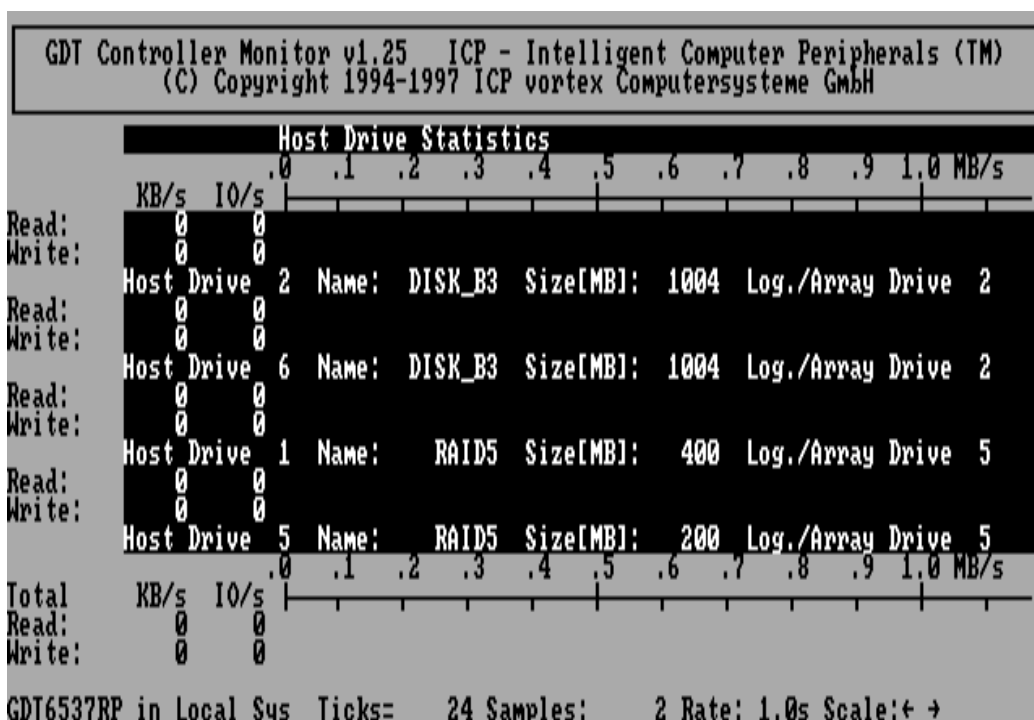 GDT Controller Monitor v1.25 ICP - Intelligent Computer Peripherals (TM)
(C) Copyright 1994-1997 ICP vortex Computersysteme GmbH
Host Drive Statistics
.0 .1 .2 .3 .4 .5 .6 .7 .8 .9 1.0 MB/s
KB/s IO/s
Read: 0 0
Write: 0 0
Host Drive 2 Name: DISK_B3 Size[MB]: 1004 Log./Array Drive 2
Read: 0 0
Write: 0 0
Host Drive 6 Name: DISK_B3 Size[MB]: 1004 Log./Array Drive 2
Read: 0 0
Write: 0 0
Host Drive 1 Name: RAID5 Size[MB]: 400 Log./Array Drive 5
Read: 0 0
Write: 0 0
Host Drive 5 Name: RAID5 Size[MB]: 200 Log./Array Drive 5
.0 .1 .2 .3 .4 .5 .6 .7 .8 .9 1.0 MB/s
Total KB/s IO/s
Read: 0 0
Write: 0 0
GDT6537RP in Local Sys Ticks= 24 Samples: 2 Rate: 1.0s Scale:← →